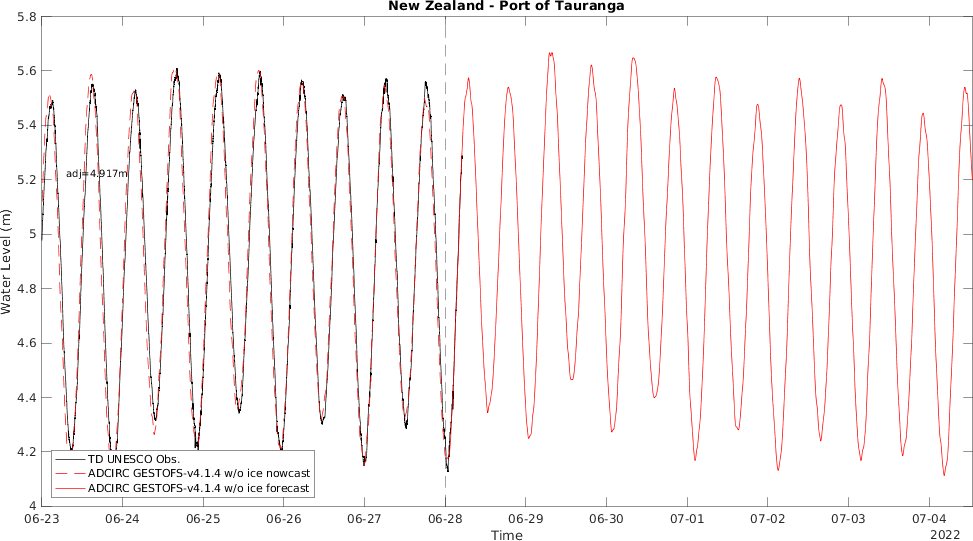 New Zealand - Port of Tauranga
5.8
5.6
5.4
5.2
5
4.8
4.6
4.4
4.2
4
Water Level (m)
adj=4.917m
TD UNESCO Obs.
ADCIRC GESTOFS-v4.1.4 w/o ice nowcast
ADCIRC GESTOFS-v4.1.4 w/o ice forecast
06-23 06-24 06-25 06-26 06-27 06-28 06-29 06-30 07-01 07-02 07-03 07-04
Time
2022